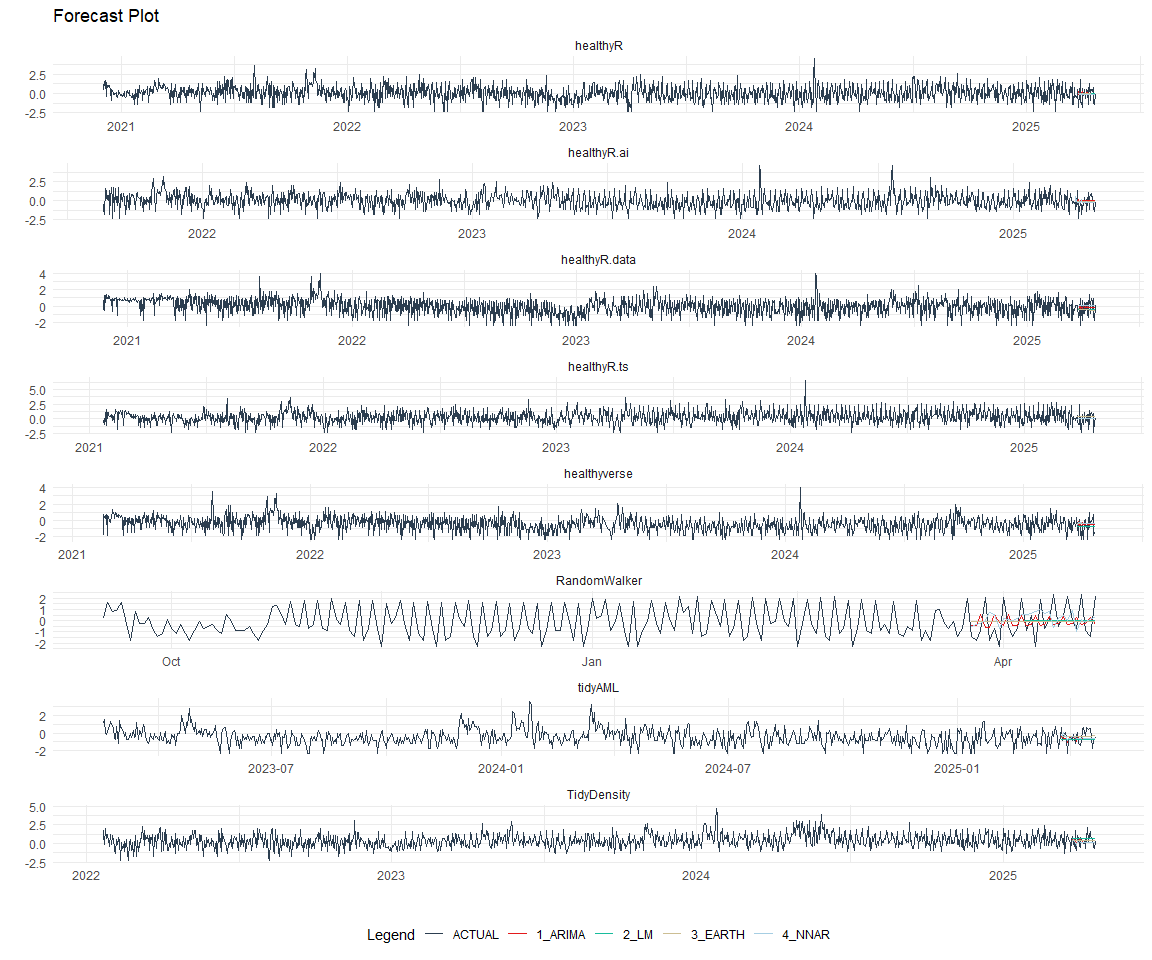 Forecast Plot
healthyR
2.5
0.0
-2.5
2021 2022 2023 2024 2025
healthyR.ai
2.5
0.0
-2.5
2022 2023 2024 2025
healthyR.data
4
2
0
-2
2021 2022 2023 2024 2025
healthyR.ts
5.0
2.5
0.0
-2.5
2021 2022 2023 2024 2025
healthyverse
4
2
0
-2
2021 2022 2023 2024 2025
RandomWalker
2
1
0
-1
-2
Oct Jan Apr
tidyAML
2
0
-2
2023-07 2024-01 2024-07 2025-01
TidyDensity
5.0
2.5
0.0
-2.5
2022 2023 2024 2025
Legend ACTUAL 1_ARIMA 2_LM 3_EARTH 4_NNAR